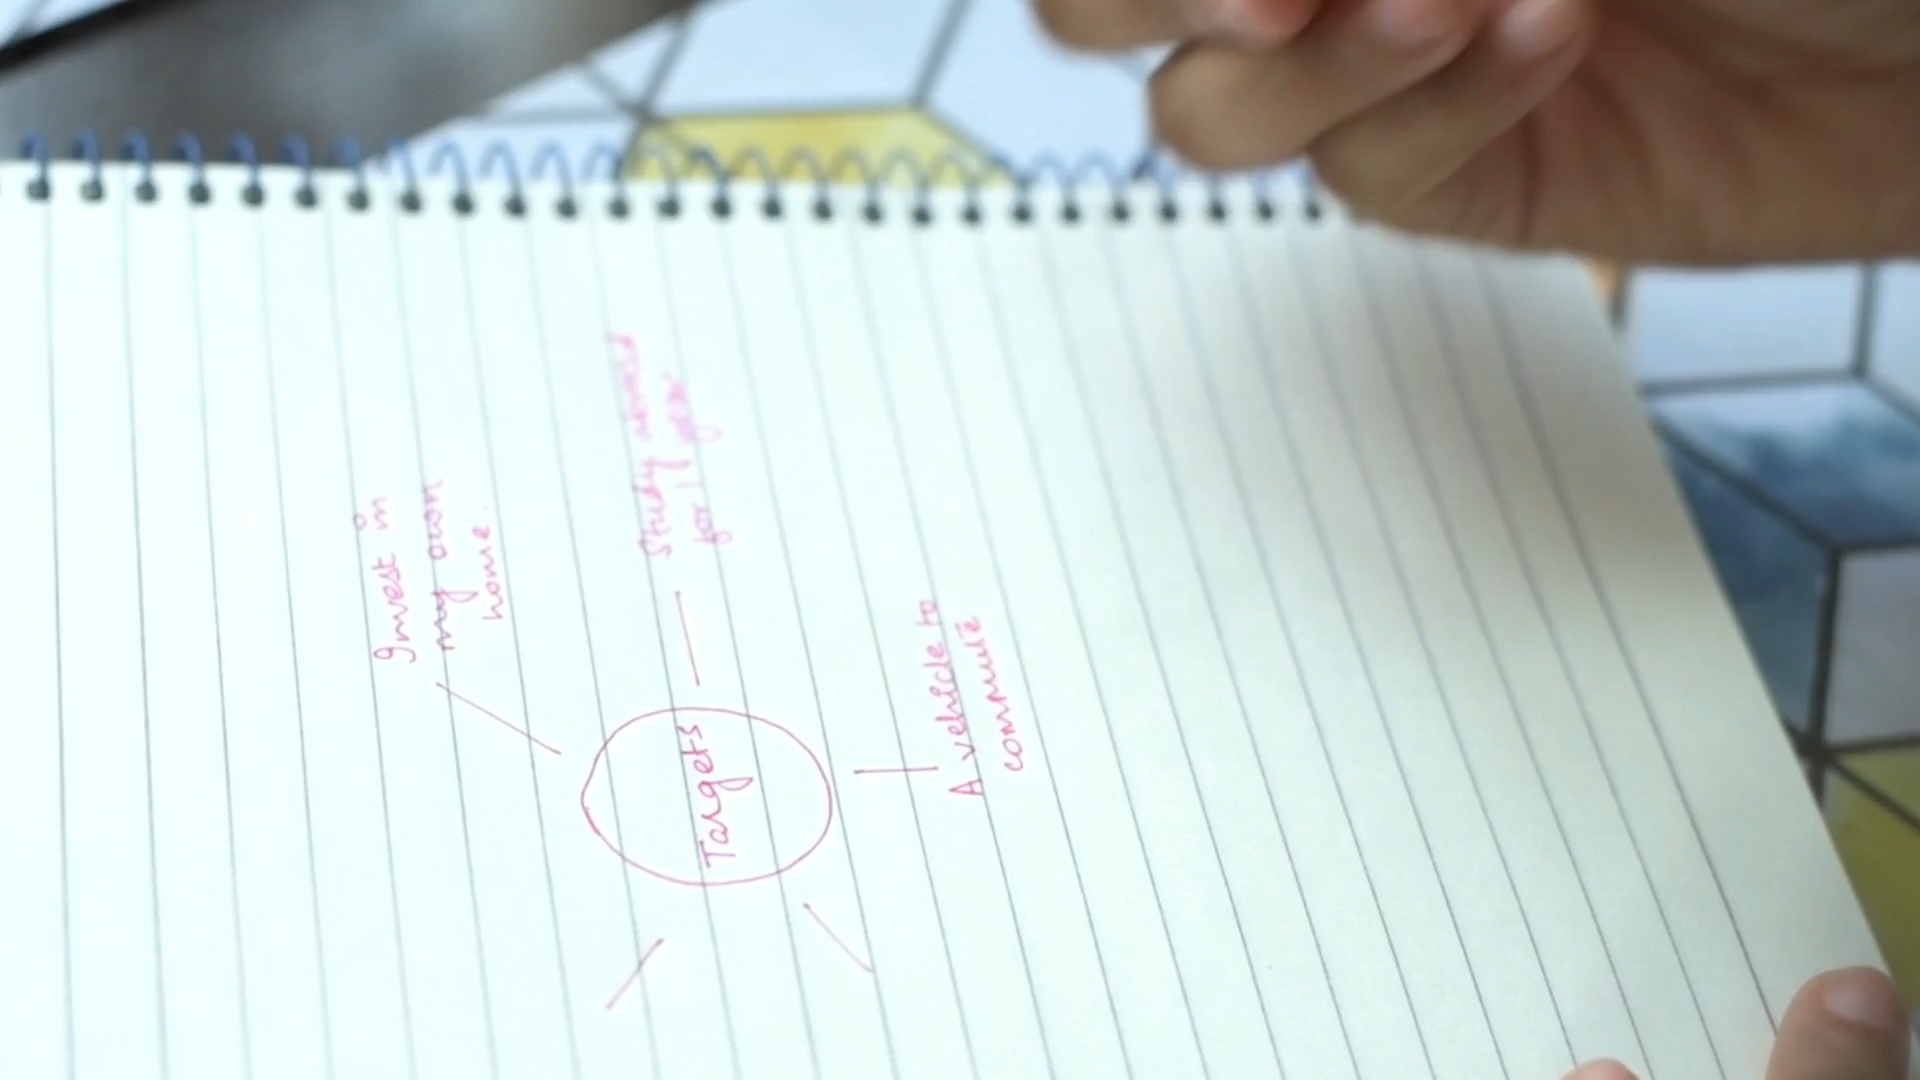 Invest in
my own
home.
Study abroad
for 1 year.
Targets
A vehicle to
commute